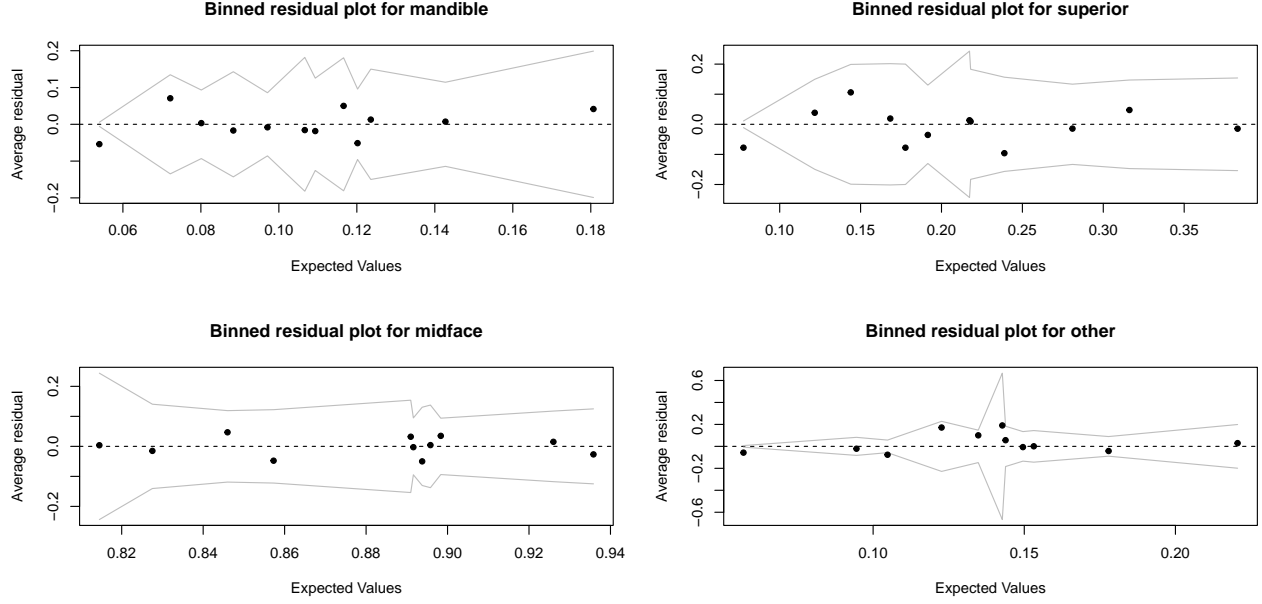 Binned residual plot for mandible
Average residual
0.2
0.1
0.0
−0.2
0.06 0.08 0.10 0.12 0.14 0.16 0.18
Expected Values
Binned residual plot for superior
Average residual
0.2
0.0
−0.2
0.10 0.15 0.20 0.25 0.30 0.35
Expected Values
Binned residual plot for midface
Average residual
0.2
0.0
−0.2
0.82 0.84 0.86 0.88 0.90 0.92 0.94
Expected Values
Binned residual plot for other
Average residual
0.6
0.2
−0.2
−0.6
0.10 0.15 0.20
Expected Values